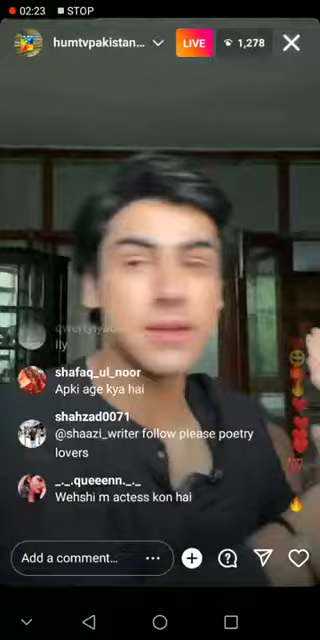 02:23 STOP
humtvpakistan...
LIVE
1,278
lly
shafaq_ul_noor
Apki age kya hai
shahzad0071
@shaazi_writer follow please poetry
lovers
_._.queeenn._._
Wehshi m actess kon hai
Add a comment...